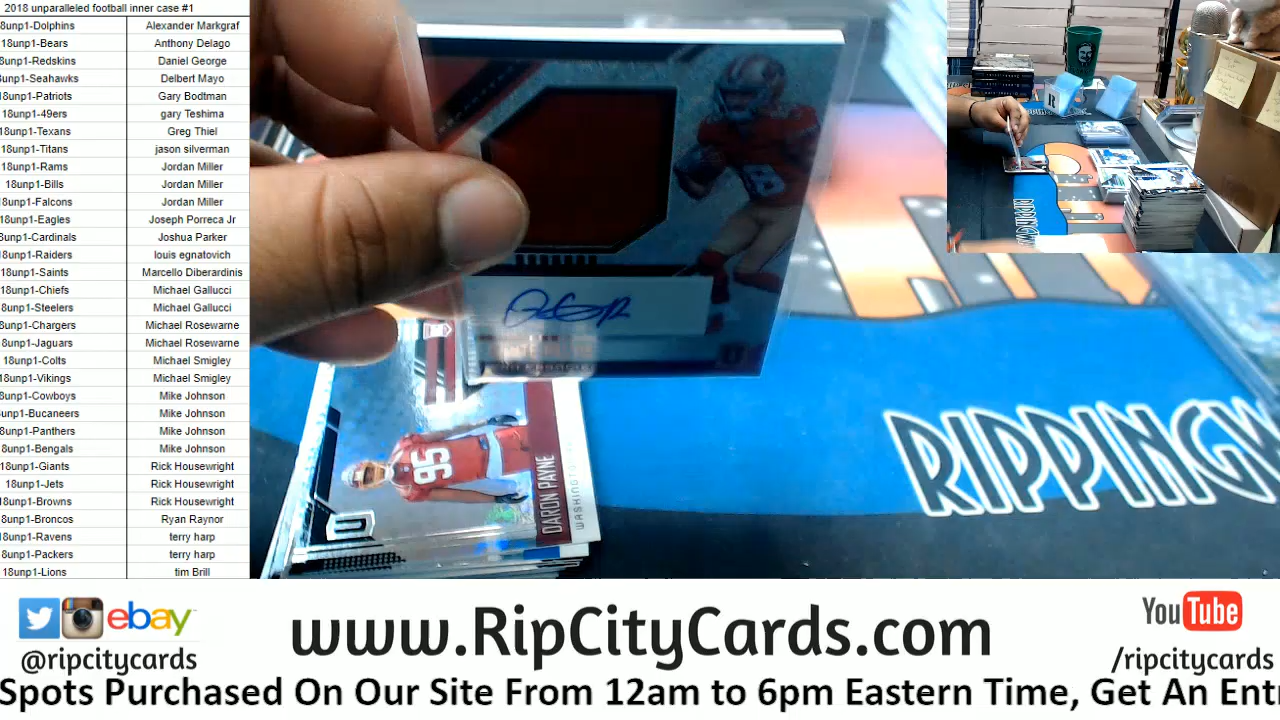 2018 unparalleled football inner case #1
8unp1-Dolphins Alexander Markgraf
18unp1-Bears Anthony Delago
8unp1-Redskins Daniel George
8unp1-Seahawks Delbert Mayo
18unp1-Patriots Gary Bodtman
18unp1-49ers gary Teshima
18unp1-Texans Greg Thiel
18unp1-Titans jason silverman
18unp1-Rams Jordan Miller
18unp1-Bills Jordan Miller
18unp1-Falcons Jordan Miller
18unp1-Eagles Joseph Porreca Jr
8unp1-Cardinals Joshua Parker
18unp1-Raiders louis egnatovich
18unp1-Saints Marcello Diberardinis
18unp1-Chiefs Michael Gallucci
18unp1-Steelers Michael Gallucci
8unp1-Chargers Michael Rosewarne
8unp1-Jaguars Michael Rosewarne
18unp1-Colts Michael Smigley
18unp1-Vikings Michael Smigley
8unp1-Cowboys Mike Johnson
unp1-Bucaneers Mike Johnson
8unp1-Panthers Mike Johnson
8unp1-Bengals Mike Johnson
18unp1-Giants Rick Housewright
18unp1-Jets Rick Housewright
18unp1-Browns Rick Housewright
8unp1-Broncos Ryan Raynor
18unp1-Ravens terry harp
8unp1-Packers terry harp
18unp1-Lions tim Brill
8
95
DARON PAYNE
WASHINGTO
U
RIPPINGW
R
RIPPIN
ebay
@ripcitycards
www.RipCityCards.com
YouTube
/ripcitycards
Spots Purchased On Our Site From 12am to 6pm Eastern Time, Get An Entr